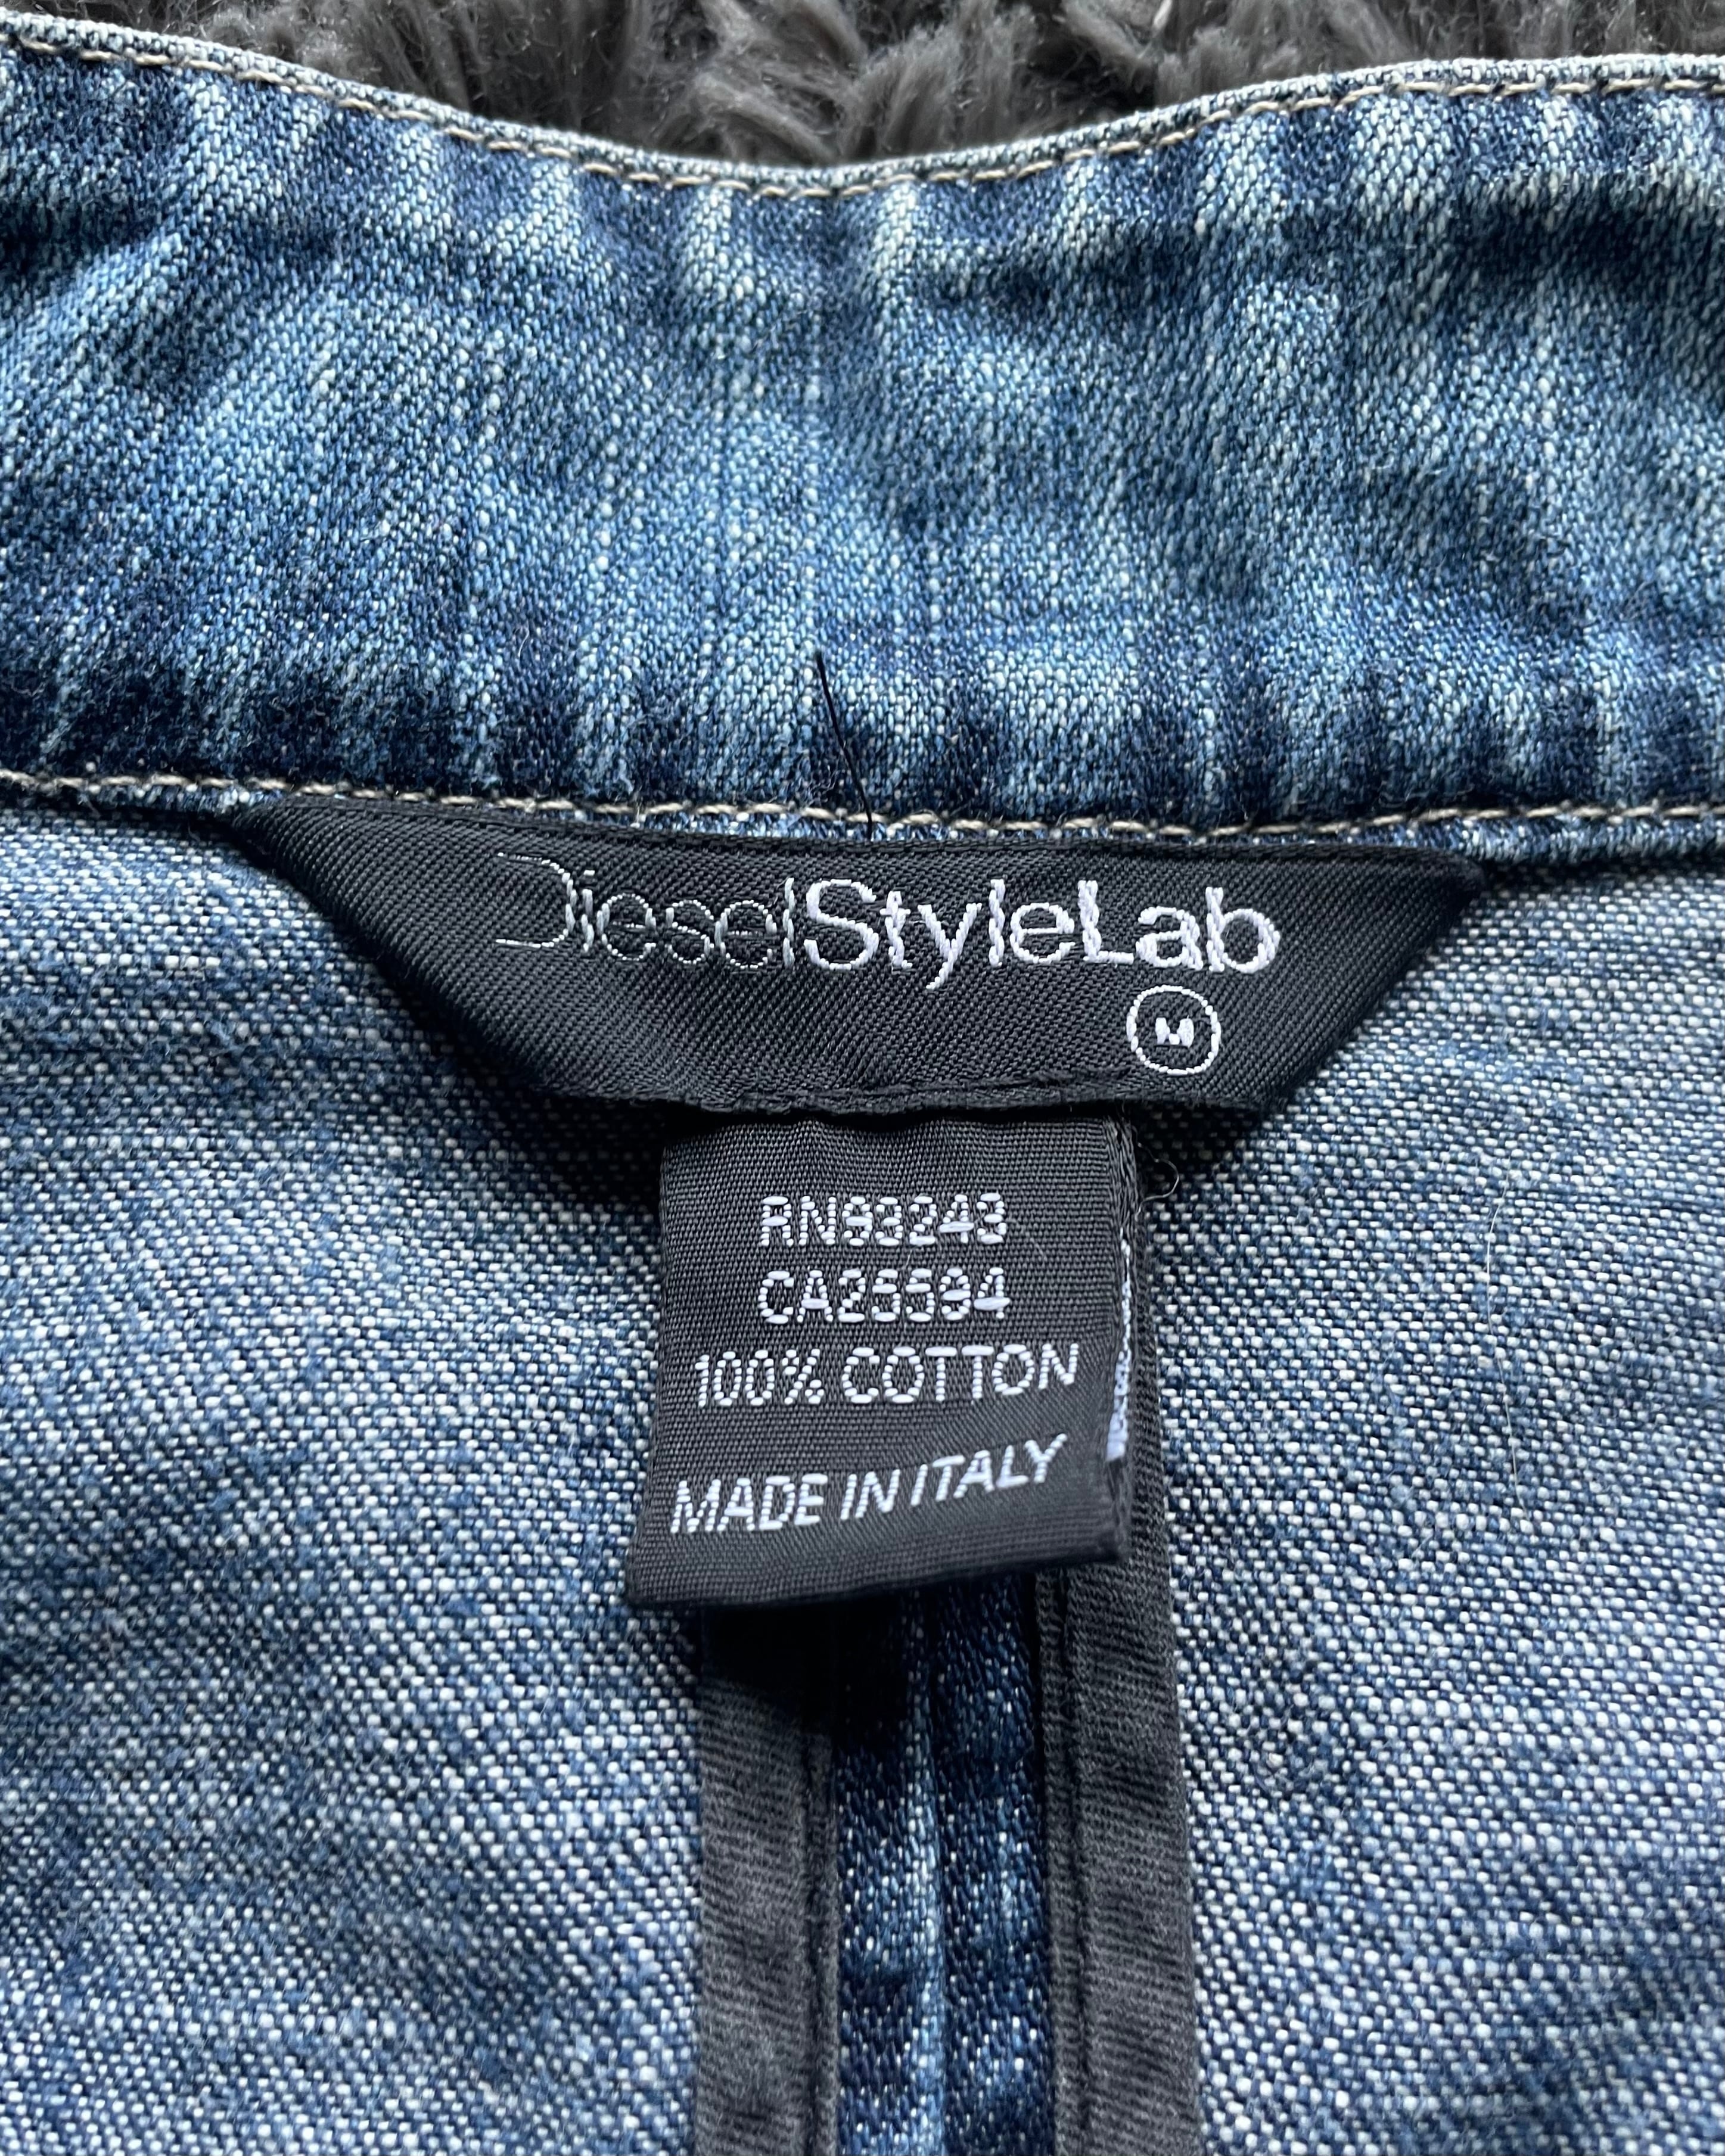 DieselStyleLab
M
RN93243
CA25594
100% COTTON
MADE IN ITALY